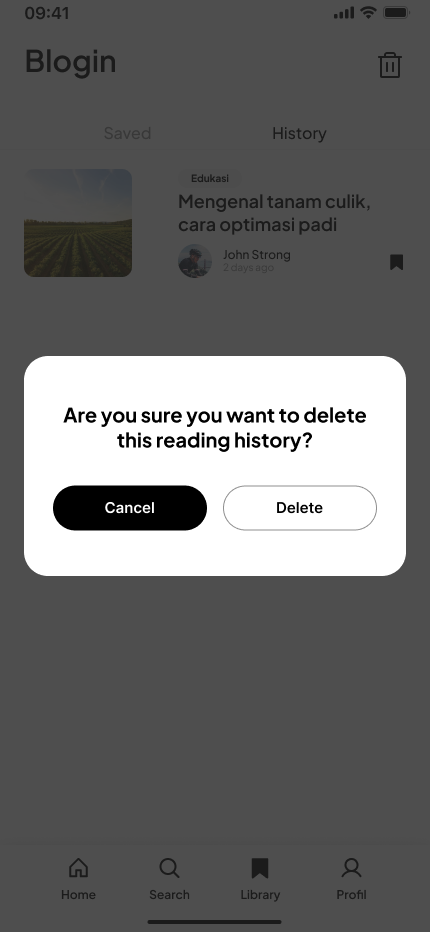 09:41
Blogin
Saved
History
Edukasi
Mengenal tanam culik,
cara optimasi padi
John Strong
2 days ago
Are you sure you want to delete
this reading history?
Cancel
Delete
Home
Search
Library
Profil